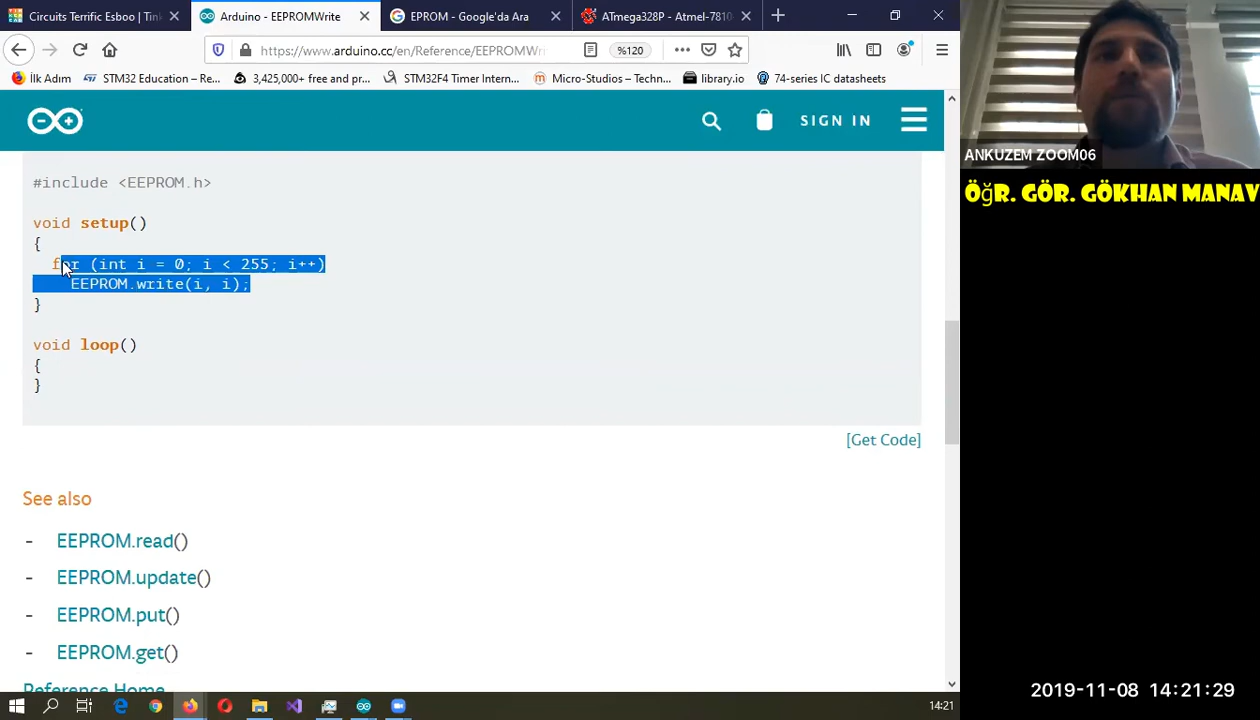 Circuits Terrific Esboo | Tink
Arduino - EEPROMWrite
EPROM - Google'da Ara
ATmega328P - Atmel-7810-
https://www.arduino.cc/en/Reference/EEPROMWr
%120
İlk Adım
STM32 Education – Re...
3,425,000+ free and pr...
STM32F4 Timer Intern...
Micro-Studios – Techn...
library.io
74-series IC datasheets
SIGN IN
#include <EEPROM.h>
void setup()
{
for (int i = 0; i < 255; i++)
EEPROM.write(i, i);
}
void loop()
{
}
[Get Code]
See also
- EEPROM.read()
- EEPROM.update()
- EEPROM.put()
- EEPROM.get()
Reference Home
14:21
ANKUZEM ZOOM06
ÖĞR. GÖR. GÖKHAN MANAV
2019-11-08 14:21:29